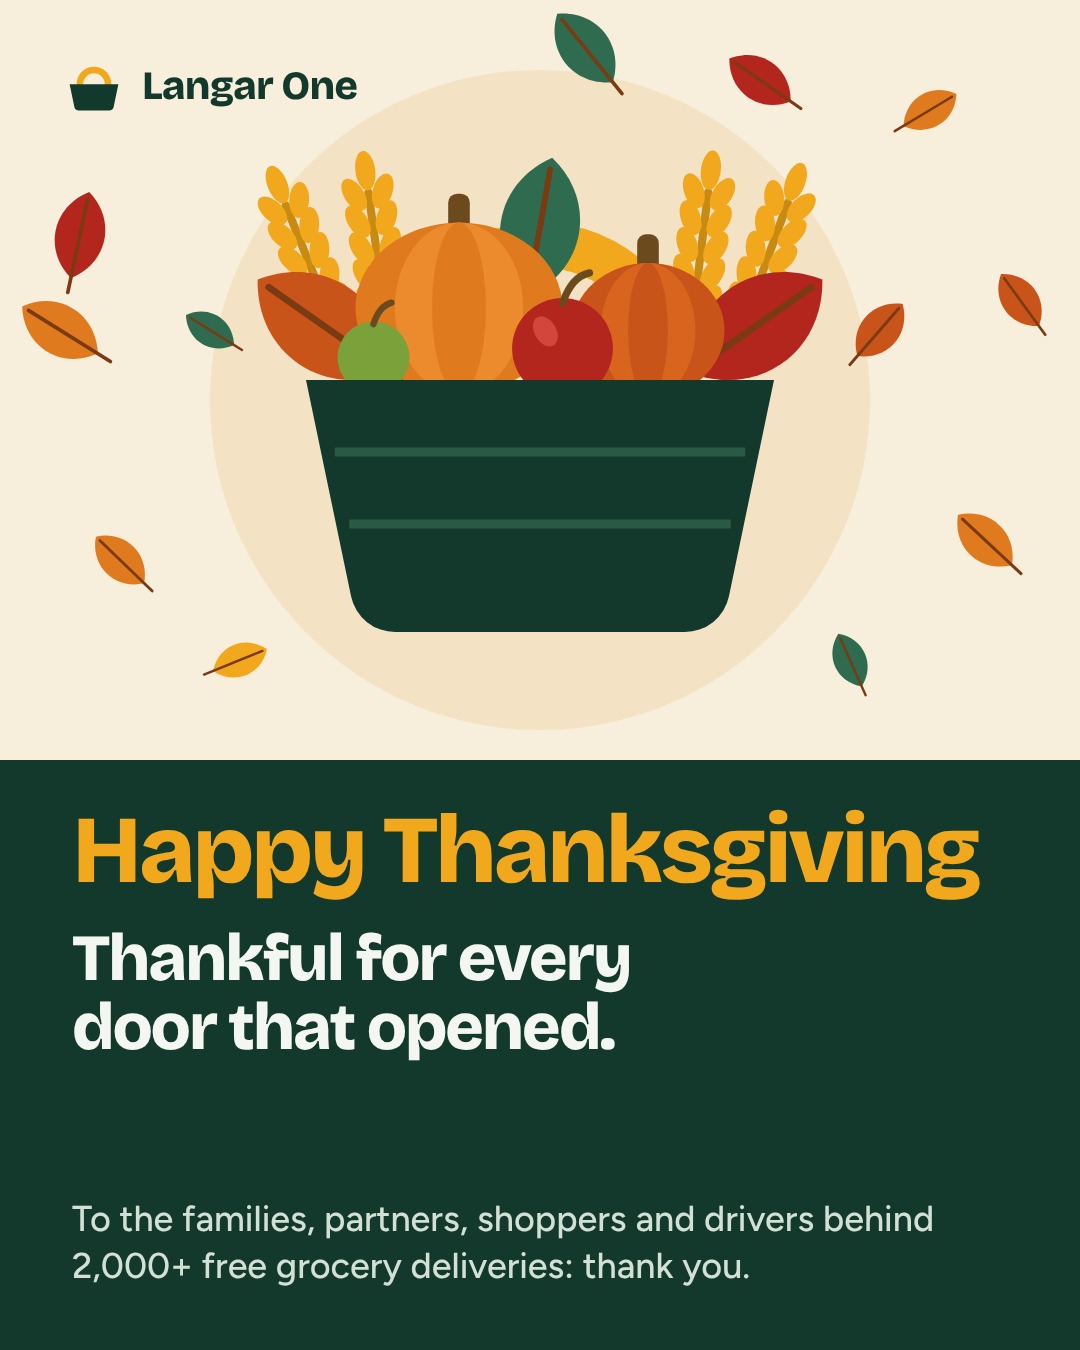 Langar One
Happy Thanksgiving
Thankful for every
door that opened.
To the families, partners, shoppers and drivers behind
2,000+ free grocery deliveries: thank you.